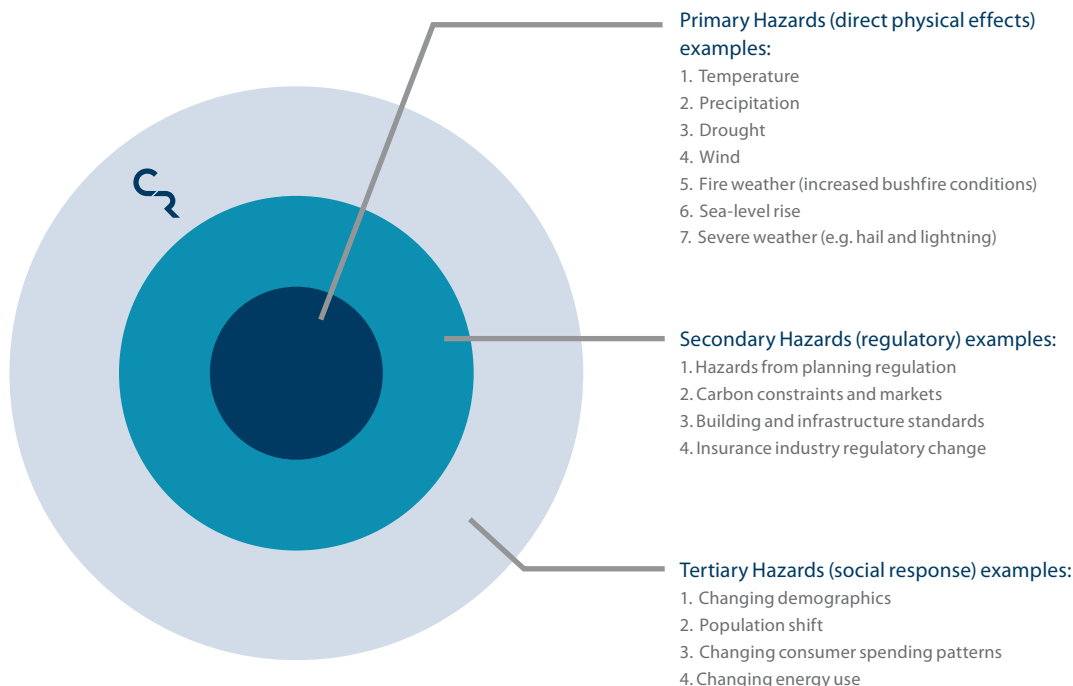 Primary Hazards (direct physical effects)
examples:
1. Temperature
2. Precipitation
3. Drought
4. Wind
5. Fire weather (increased bushfire conditions)
6. Sea-level rise
7. Severe weather (e.g. hail and lightning)
CR
Secondary Hazards (regulatory) examples:
1. Hazards from planning regulation
2. Carbon constraints and markets
3. Building and infrastructure standards
4. Insurance industry regulatory change
Tertiary Hazards (social response) examples:
1. Changing demographics
2. Population shift
3. Changing consumer spending patterns
4. Changing energy use